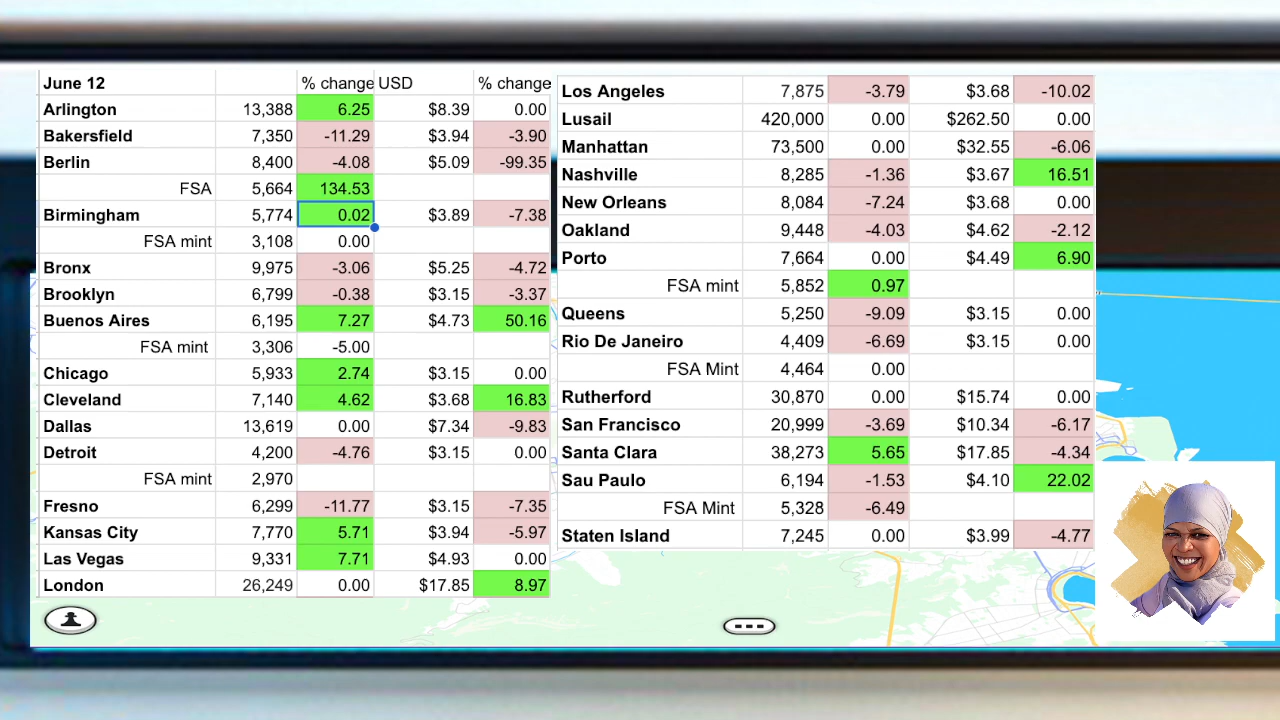 June 12 % change USD % change
Arlington 13,388 6.25 $8.39 0.00
Bakersfield 7,350 -11.29 $3.94 -3.90
Berlin 8,400 -4.08 $5.09 -99.35
FSA 5,664 134.53
Birmingham 5,774 0.02 $3.89 -7.38
FSA mint 3,108 0.00
Bronx 9,975 -3.06 $5.25 -4.72
Brooklyn 6,799 -0.38 $3.15 -3.37
Buenos Aires 6,195 7.27 $4.73 50.16
FSA mint 3,306 -5.00
Chicago 5,933 2.74 $3.15 0.00
Cleveland 7,140 4.62 $3.68 16.83
Dallas 13,619 0.00 $7.34 -9.83
Detroit 4,200 -4.76 $3.15 0.00
FSA mint 2,970
Fresno 6,299 -11.77 $3.15 -7.35
Kansas City 7,770 5.71 $3.94 -5.97
Las Vegas 9,331 7.71 $4.93 0.00
London 26,249 0.00 $17.85 8.97
Los Angeles 7,875 -3.79 $3.68 -10.02
Lusail 420,000 0.00 $262.50 0.00
Manhattan 73,500 0.00 $32.55 -6.06
Nashville 8,285 -1.36 $3.67 16.51
New Orleans 8,084 -7.24 $3.68 0.00
Oakland 9,448 -4.03 $4.62 -2.12
Porto 7,664 0.00 $4.49 6.90
FSA mint 5,852 0.97
Queens 5,250 -9.09 $3.15 0.00
Rio De Janeiro 4,409 -6.69 $3.15 0.00
FSA Mint 4,464 0.00
Rutherford 30,870 0.00 $15.74 0.00
San Francisco 20,999 -3.69 $10.34 -6.17
Santa Clara 38,273 5.65 $17.85 -4.34
Sau Paulo 6,194 -1.53 $4.10 22.02
FSA Mint 5,328 -6.49
Staten Island 7,245 0.00 $3.99 -4.77